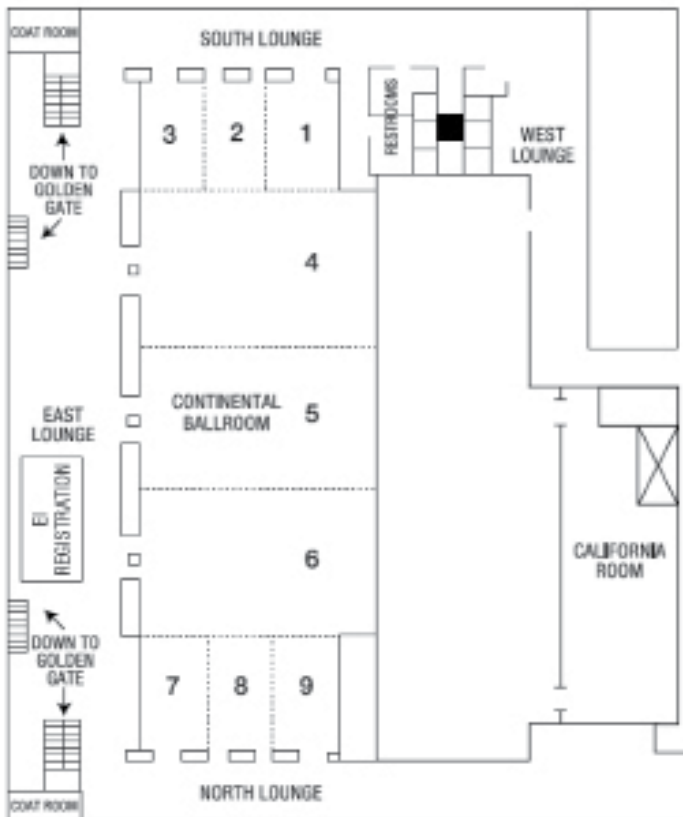 COAT ROOM
SOUTH LOUNGE
RESTROOMS
3
2
1
WEST
LOUNGE
DOWN TO
GOLDEN
GATE
4
CONTINENTAL
BALLROOM
5
EAST
LOUNGE
EI
REGISTRATION
6
CALIFORNIA
ROOM
DOWN TO
GOLDEN
GATE
7
8
9
NORTH LOUNGE
COAT ROOM